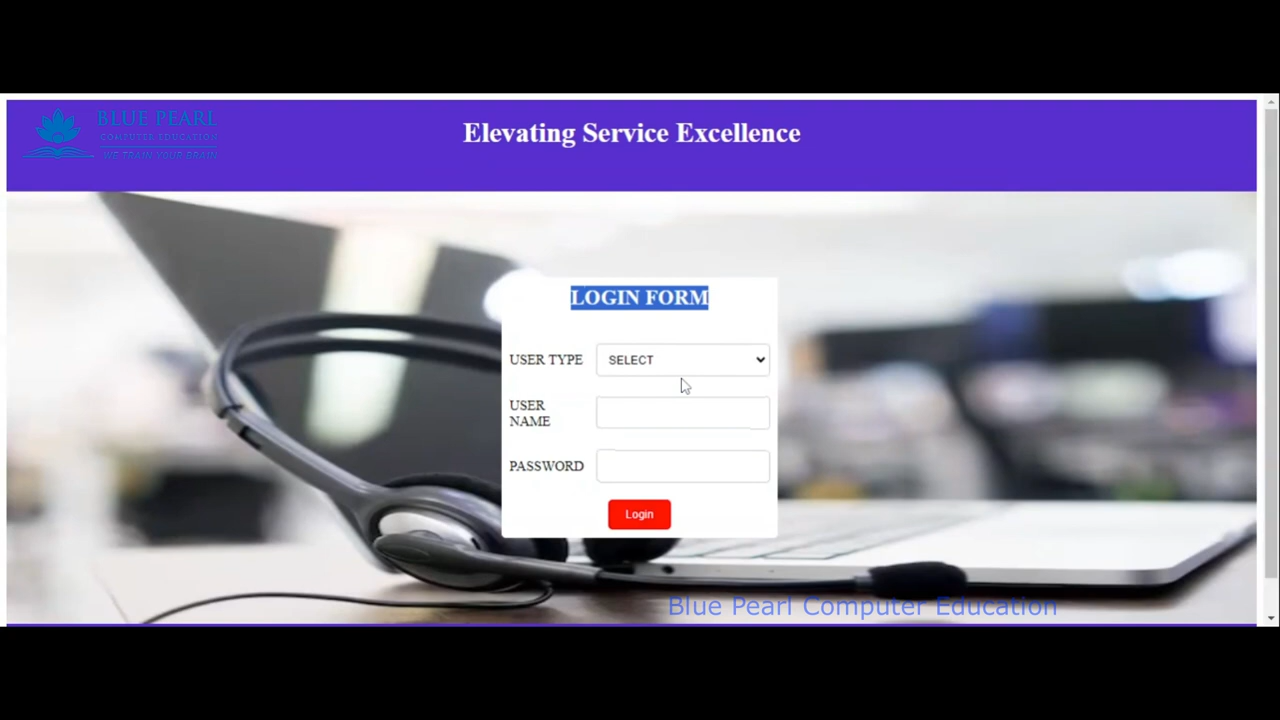 BLUE PEARL
COMPUTER EDUCATION
WE TRAIN YOUR BRAIN
Elevating Service Excellence
LOGIN FORM
USER TYPE
SELECT
USER
NAME
PASSWORD
Login
Blue Pearl Computer Education